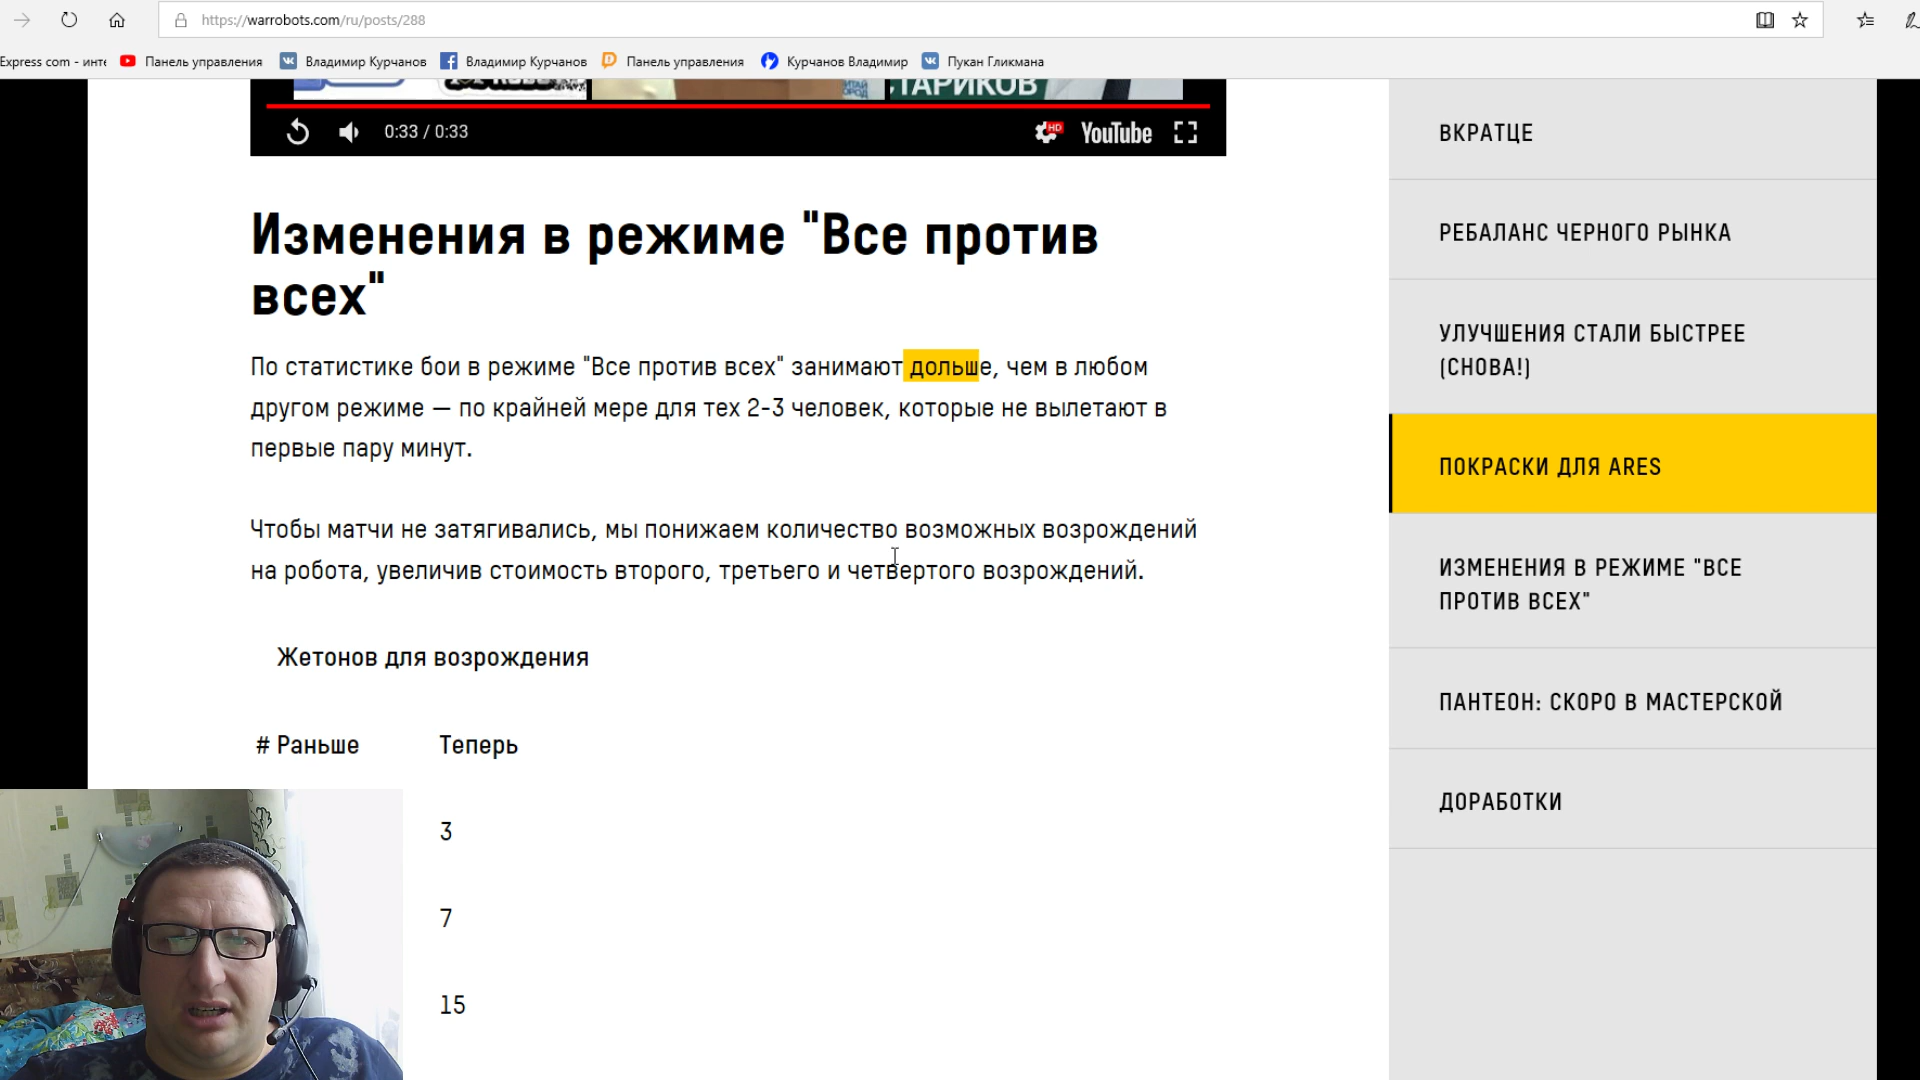 https://warrobots.com/ru/posts/288
Express com - инте
Панель управления
Владимир Курчанов
Владимир Курчанов
Панель управления
Курчанов Владимир
Пукан Гликмана
СТАРИКОВ
0:33 / 0:33
HD
YouTube
Изменения в режиме "Все против
всех"
По статистике бои в режиме "Все против всех" занимают дольше, чем в любом
другом режиме — по крайней мере для тех 2-3 человек, которые не вылетают в
первые пару минут.
Чтобы матчи не затягивались, мы понижаем количество возможных возрождений
на робота, увеличив стоимость второго, третьего и четвертого возрождений.
Жетонов для возрождения
# Раньше Теперь
3
7
15
ВКРАТЦЕ
РЕБАЛАНС ЧЕРНОГО РЫНКА
УЛУЧШЕНИЯ СТАЛИ БЫСТРЕЕ
(СНОВА!)
ПОКРАСКИ ДЛЯ ARES
ИЗМЕНЕНИЯ В РЕЖИМЕ "ВСЕ
ПРОТИВ ВСЕХ"
ПАНТЕОН: СКОРО В МАСТЕРСКОЙ
ДОРАБОТКИ